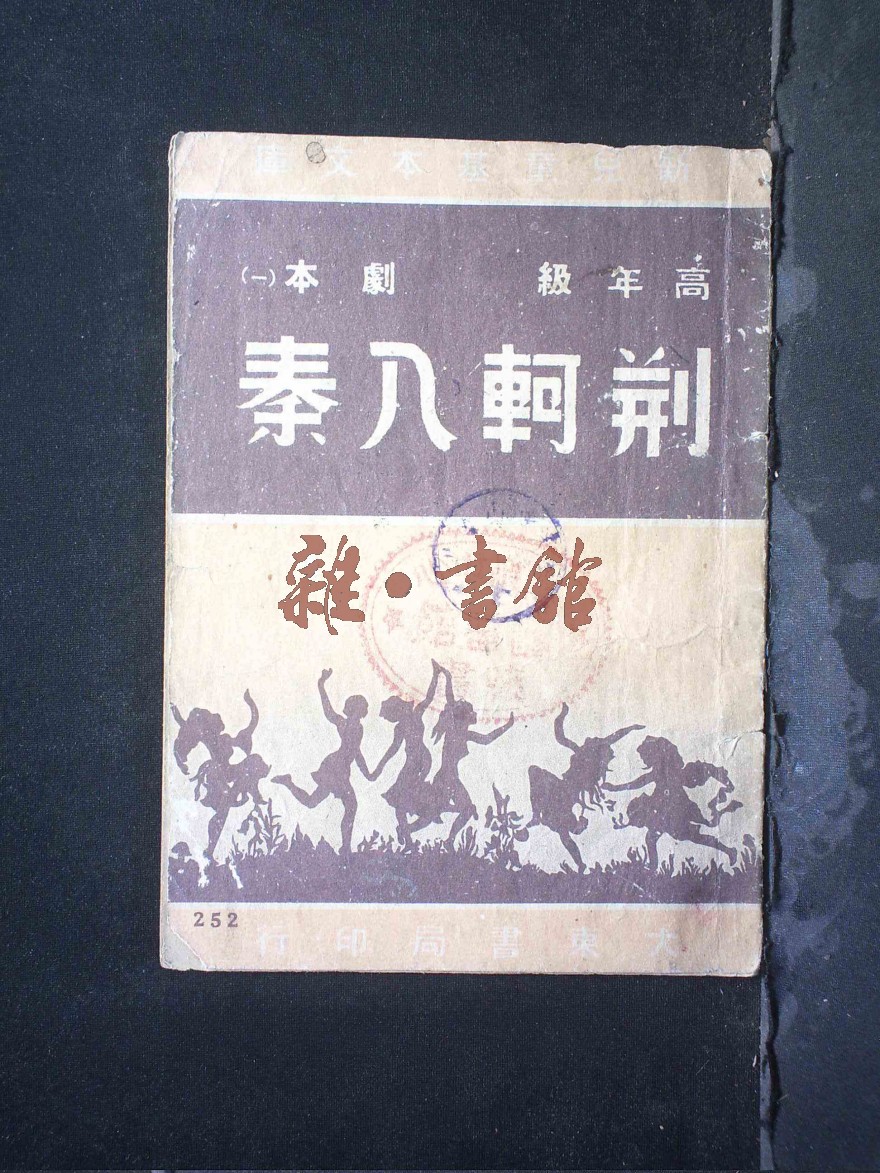 新兒童基本文庫
高年級 劇本(一)
荆軻入秦
雜·書館
252
大東書局印行